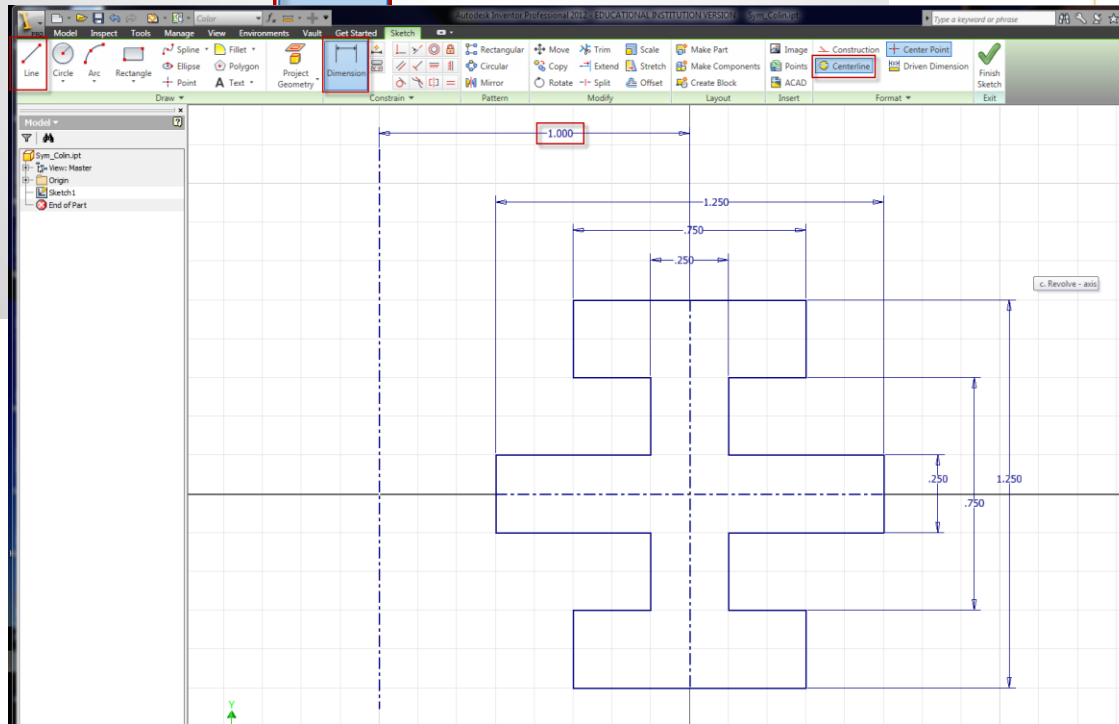 Color
Autodesk Inventor Professional 2012 - EDUCATIONAL INSTITUTION VERSION Sym_Colin.ipt
Type a keyword or phrase
PRO Model Inspect Tools Manage View Environments Vault Get Started Sketch
Line Circle Arc Rectangle
Spline Fillet
Ellipse Polygon
Point A Text
Project Geometry
Dimension
Rectangular
Circular
Mirror
Move Trim Scale
Copy Extend Stretch
Rotate Split Offset
Make Part
Make Components
Create Block
Image
Points
ACAD
Construction Center Point
Centerline Driven Dimension
Finish Sketch
Draw Constrain Pattern Modify Layout Insert Format Exit
Model
Sym_Colin.ipt
View: Master
Origin
Sketch1
End of Part
1.000
1.250
.750
.250
c. Revolve - axis
.250
1.250
.750
Y